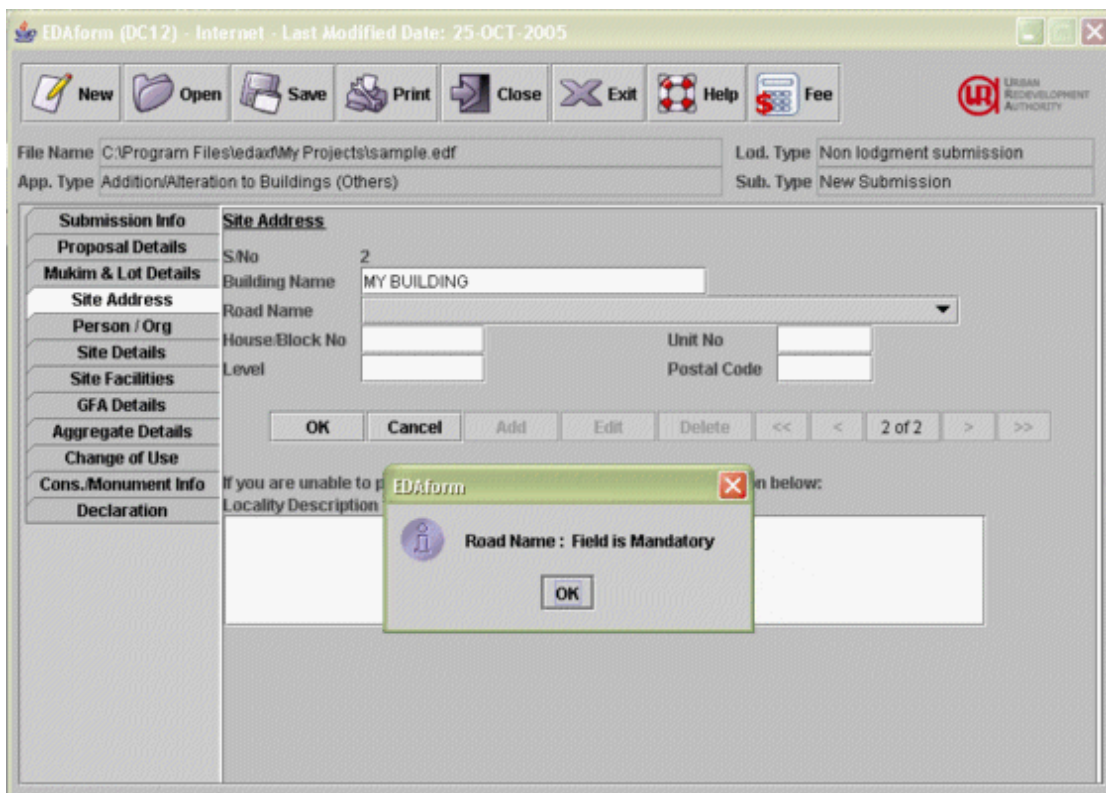 EDAform (DC12) - Internet - Last Modified Date: 25-OCT-2005
New Open Save Print Close Exit Help Fee
URBAN
REDEVELOPMENT
AUTHORITY
File Name C:\Program Files\edaxf\My Projects\sample.edf Lod. Type Non lodgment submission
App. Type Addition/Alteration to Buildings (Others) Sub. Type New Submission
Submission Info
Proposal Details
Mukim & Lot Details
Site Address
Person / Org
Site Details
Site Facilities
GFA Details
Aggregate Details
Change of Use
Cons./Monument Info
Declaration
Site Address
S/No 2
Building Name MY BUILDING
Road Name
House/Block No Unit No
Level Postal Code
OK Cancel Add Edit Delete << < 2 of 2 > >>
If you are unable to p n below:
Locality Description
EDAform
Road Name : Field is Mandatory
OK